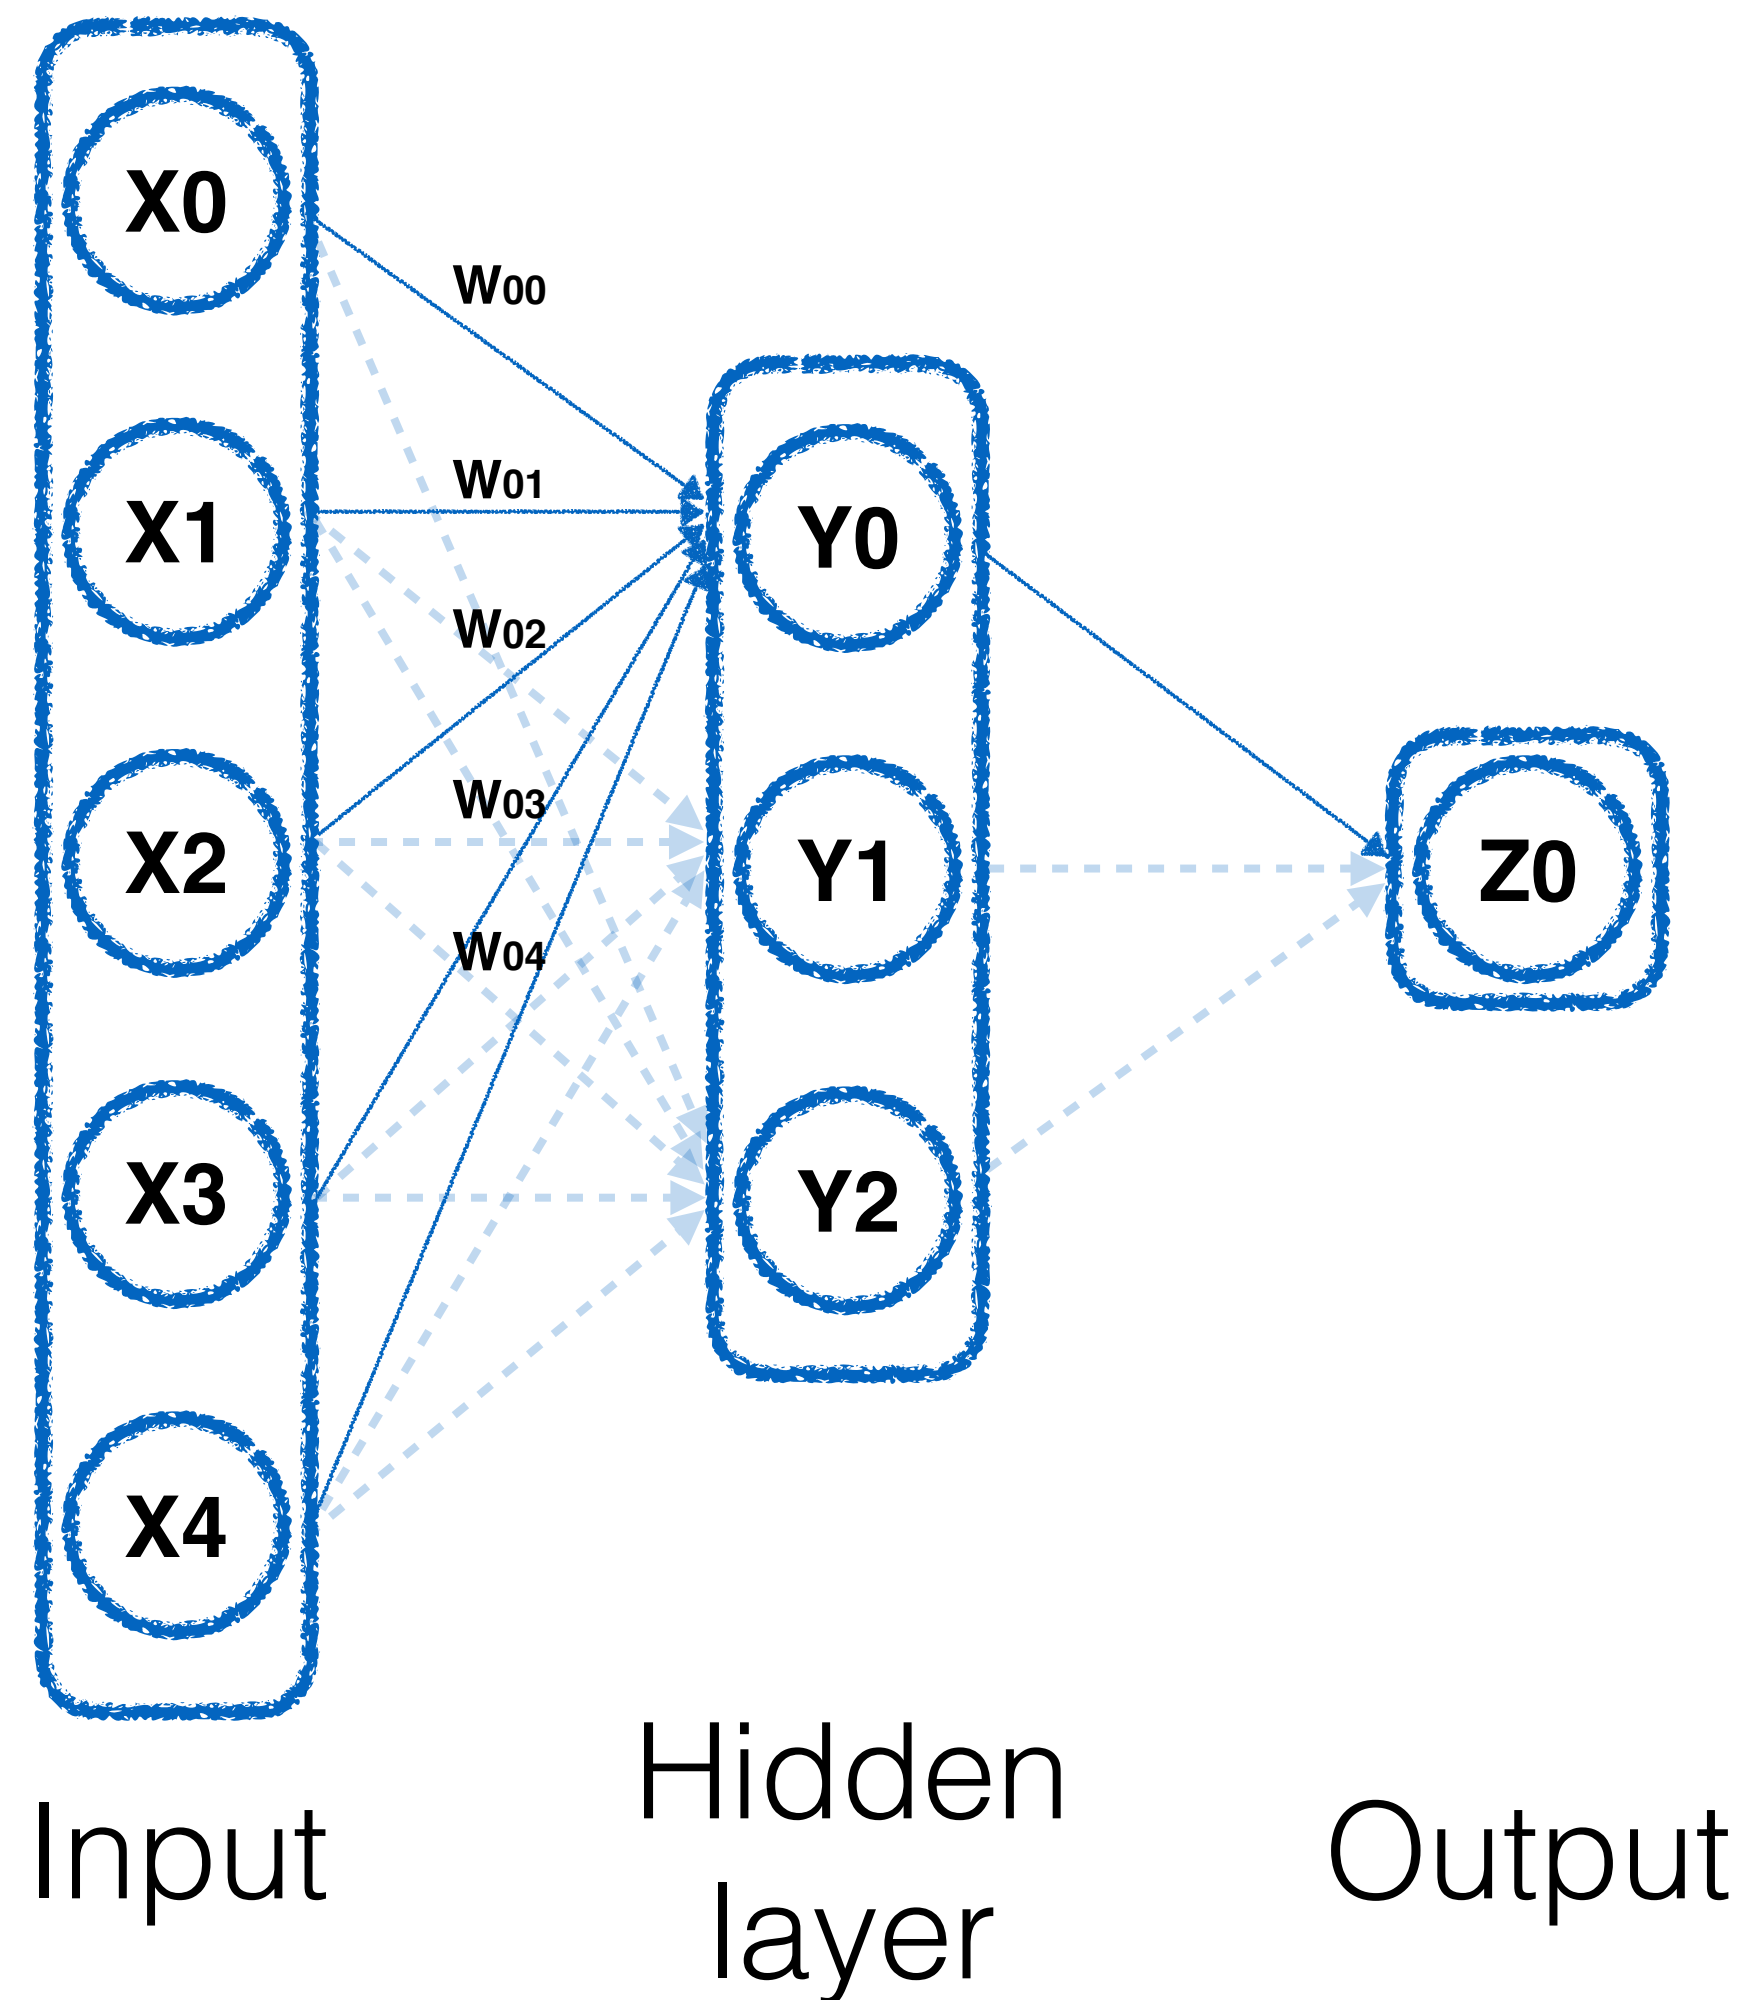 X0
X1
X2
X3
X4
W00
W01
W02
W03
W04
Y0
Y1
Y2
Z0
Input
Hidden
layer
Output